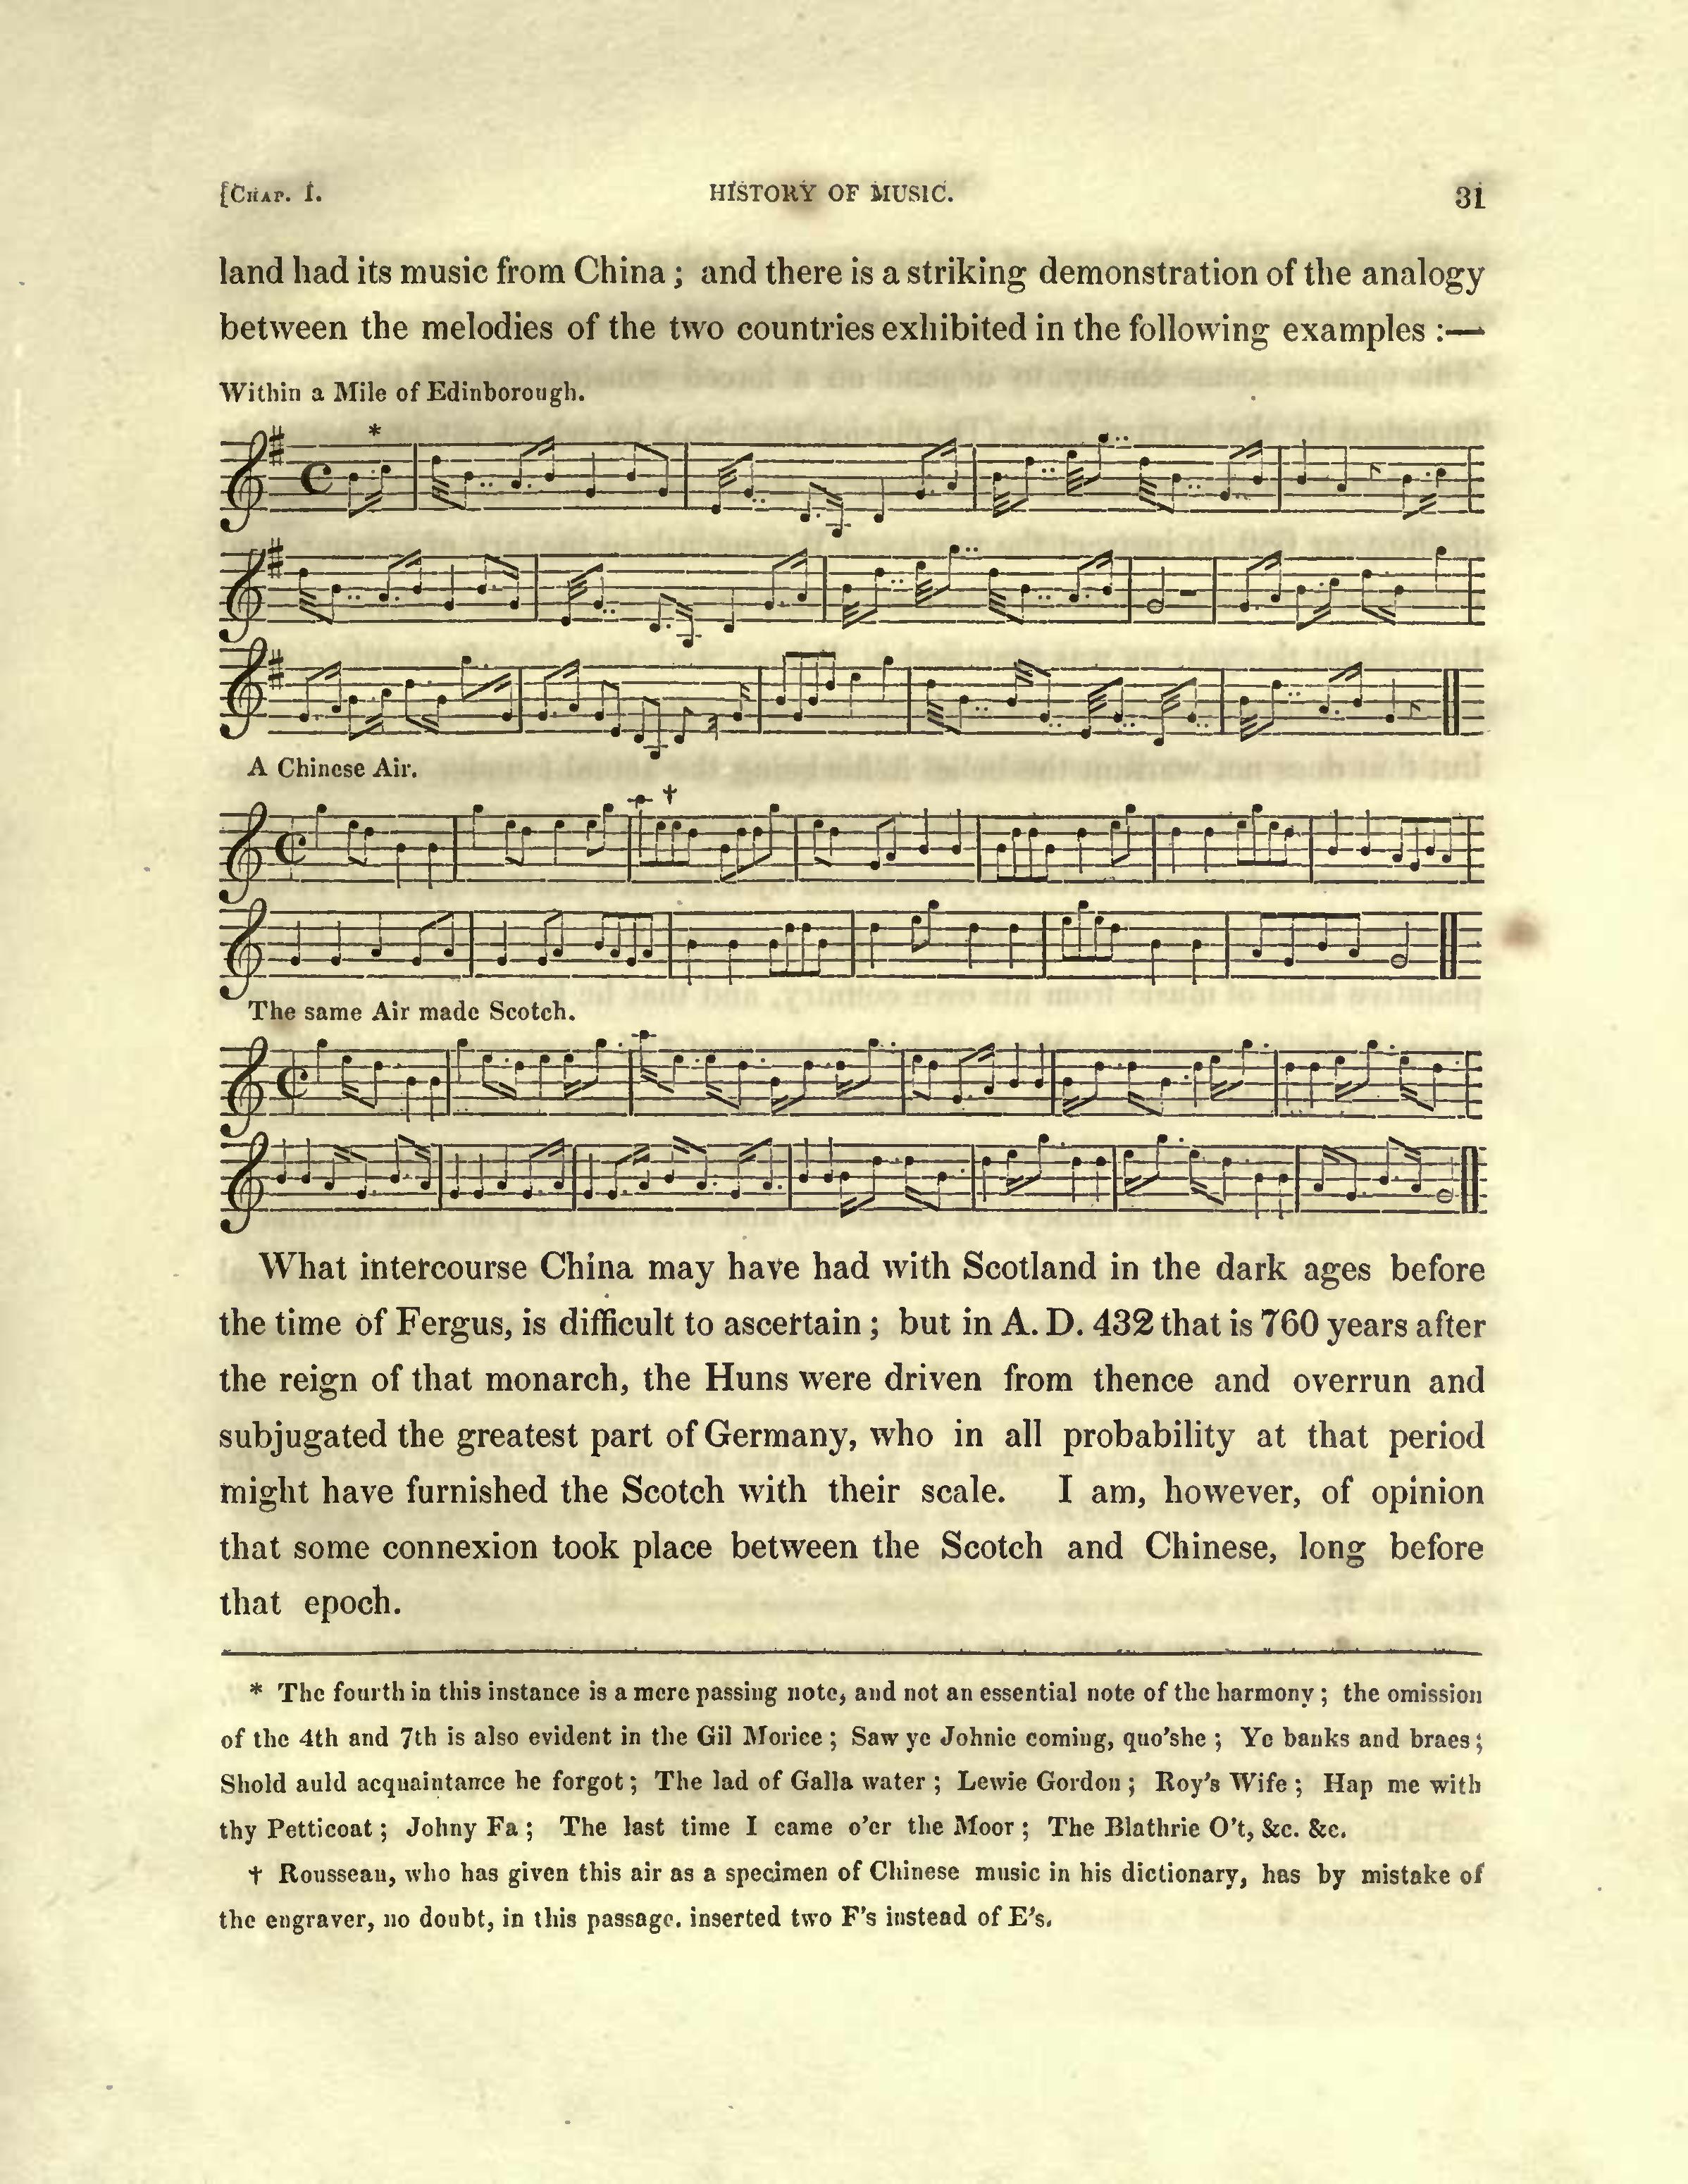 [Chap. I. HISTORY OF MUSIC. 31
land had its music from China; and there is a striking demonstration of the analogy
between the melodies of the two countries exhibited in the following examples :—
Within a Mile of Edinborough.
*
A Chinese Air.
†
The same Air made Scotch.
What intercourse China may have had with Scotland in the dark ages before
the time of Fergus, is difficult to ascertain; but in A. D. 432 that is 760 years after
the reign of that monarch, the Huns were driven from thence and overrun and
subjugated the greatest part of Germany, who in all probability at that period
might have furnished the Scotch with their scale. I am, however, of opinion
that some connexion took place between the Scotch and Chinese, long before
that epoch.
* The fourth in this instance is a mere passing note, and not an essential note of the harmony; the omission
of the 4th and 7th is also evident in the Gil Morice; Saw ye Johnie coming, quo'she; Ye banks and braes;
Shold auld acquaintance be forgot; The lad of Galla water; Lewie Gordon; Roy's Wife; Hap me with
thy Petticoat; Johny Fa; The last time I came o'er the Moor; The Blathrie O't, &c. &c.
† Rousseau, who has given this air as a specimen of Chinese music in his dictionary, has by mistake of
the engraver, no doubt, in this passage. inserted two F's instead of E's.